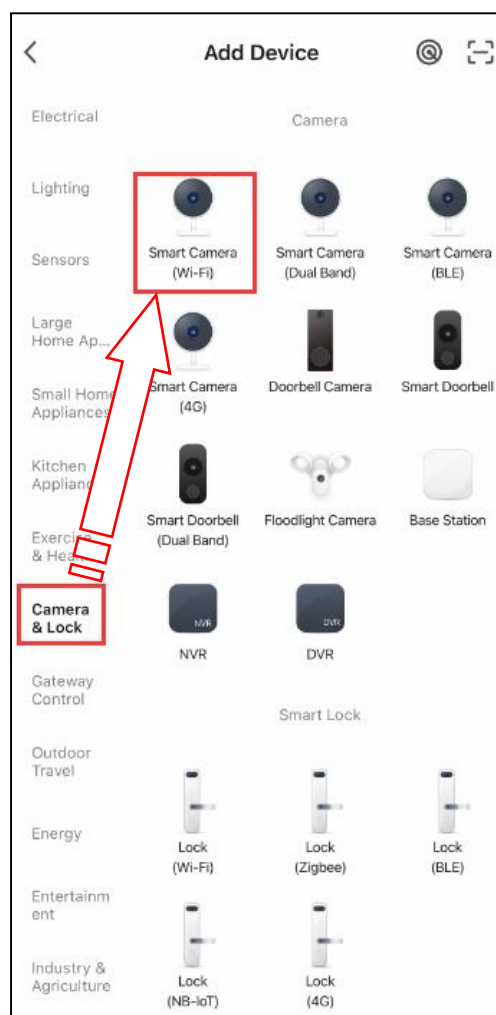 Add Device
Electrical
Lighting
Sensors
Large
Home Ap...
Small Home
Appliances
Kitchen
Exercise
Camera
& Lock
Gateway
Control
Outdoor
Travel
Energy
Entertainm
ent
Industry &
Agriculture
Camera
Smart Camera
(Wi-Fi)
Smart Camera
(Dual Band)
Smart Camera
(BLE)
Smart Camera
(4G)
Doorbell Camera
Smart Doorbell
Smart Doorbell
(Dual Band)
Floodlight Camera
Base Station
NVR
NVR
DVR
DVR
Smart Lock
Lock
(Wi-Fi)
Lock
(Zigbee)
Lock
(BLE)
Lock
(NB-IoT)
Lock
(4G)